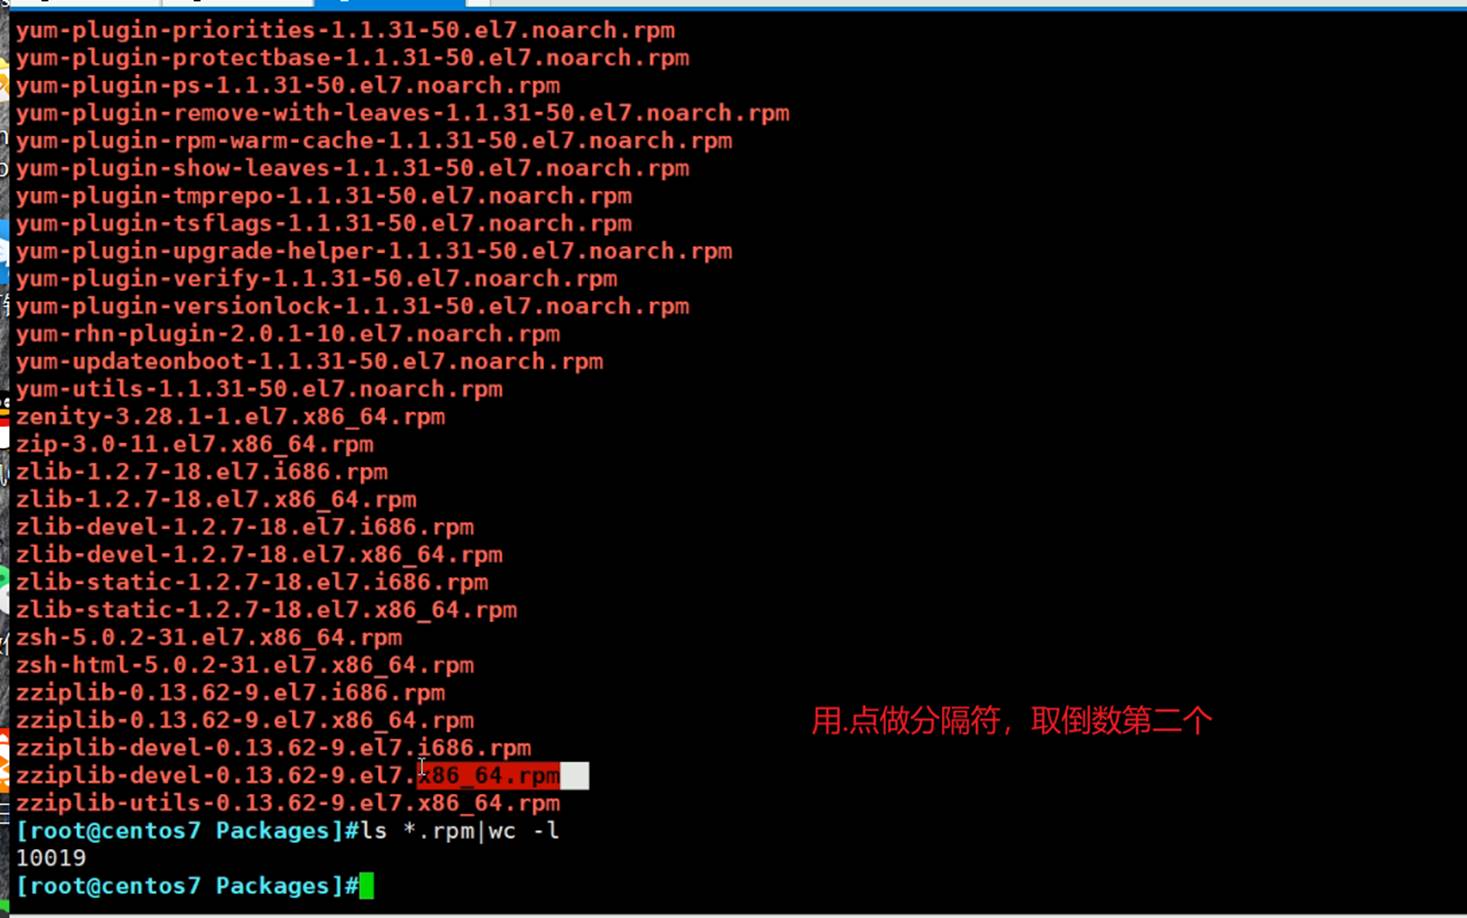 yum-plugin-priorities-1.1.31-50.el7.noarch.rpm
yum-plugin-protectbase-1.1.31-50.el7.noarch.rpm
yum-plugin-ps-1.1.31-50.el7.noarch.rpm
yum-plugin-remove-with-leaves-1.1.31-50.el7.noarch.rpm
yum-plugin-rpm-warm-cache-1.1.31-50.el7.noarch.rpm
yum-plugin-show-leaves-1.1.31-50.el7.noarch.rpm
yum-plugin-tmprepo-1.1.31-50.el7.noarch.rpm
yum-plugin-tsflags-1.1.31-50.el7.noarch.rpm
yum-plugin-upgrade-helper-1.1.31-50.el7.noarch.rpm
yum-plugin-verify-1.1.31-50.el7.noarch.rpm
yum-plugin-versionlock-1.1.31-50.el7.noarch.rpm
yum-rhn-plugin-2.0.1-10.el7.noarch.rpm
yum-updateonboot-1.1.31-50.el7.noarch.rpm
yum-utils-1.1.31-50.el7.noarch.rpm
zenity-3.28.1-1.el7.x86_64.rpm
zip-3.0-11.el7.x86_64.rpm
zlib-1.2.7-18.el7.i686.rpm
zlib-1.2.7-18.el7.x86_64.rpm
zlib-devel-1.2.7-18.el7.i686.rpm
zlib-devel-1.2.7-18.el7.x86_64.rpm
zlib-static-1.2.7-18.el7.i686.rpm
zlib-static-1.2.7-18.el7.x86_64.rpm
zsh-5.0.2-31.el7.x86_64.rpm
zsh-html-5.0.2-31.el7.x86_64.rpm
zziplib-0.13.62-9.el7.i686.rpm
zziplib-0.13.62-9.el7.x86_64.rpm
用.点做分隔符，取倒数第二个
zziplib-devel-0.13.62-9.el7.i686.rpm
zziplib-devel-0.13.62-9.el7.x86_64.rpm
zziplib-utils-0.13.62-9.el7.x86_64.rpm
[root@centos7 Packages]#ls *.rpm|wc -l
10019
[root@centos7 Packages]#